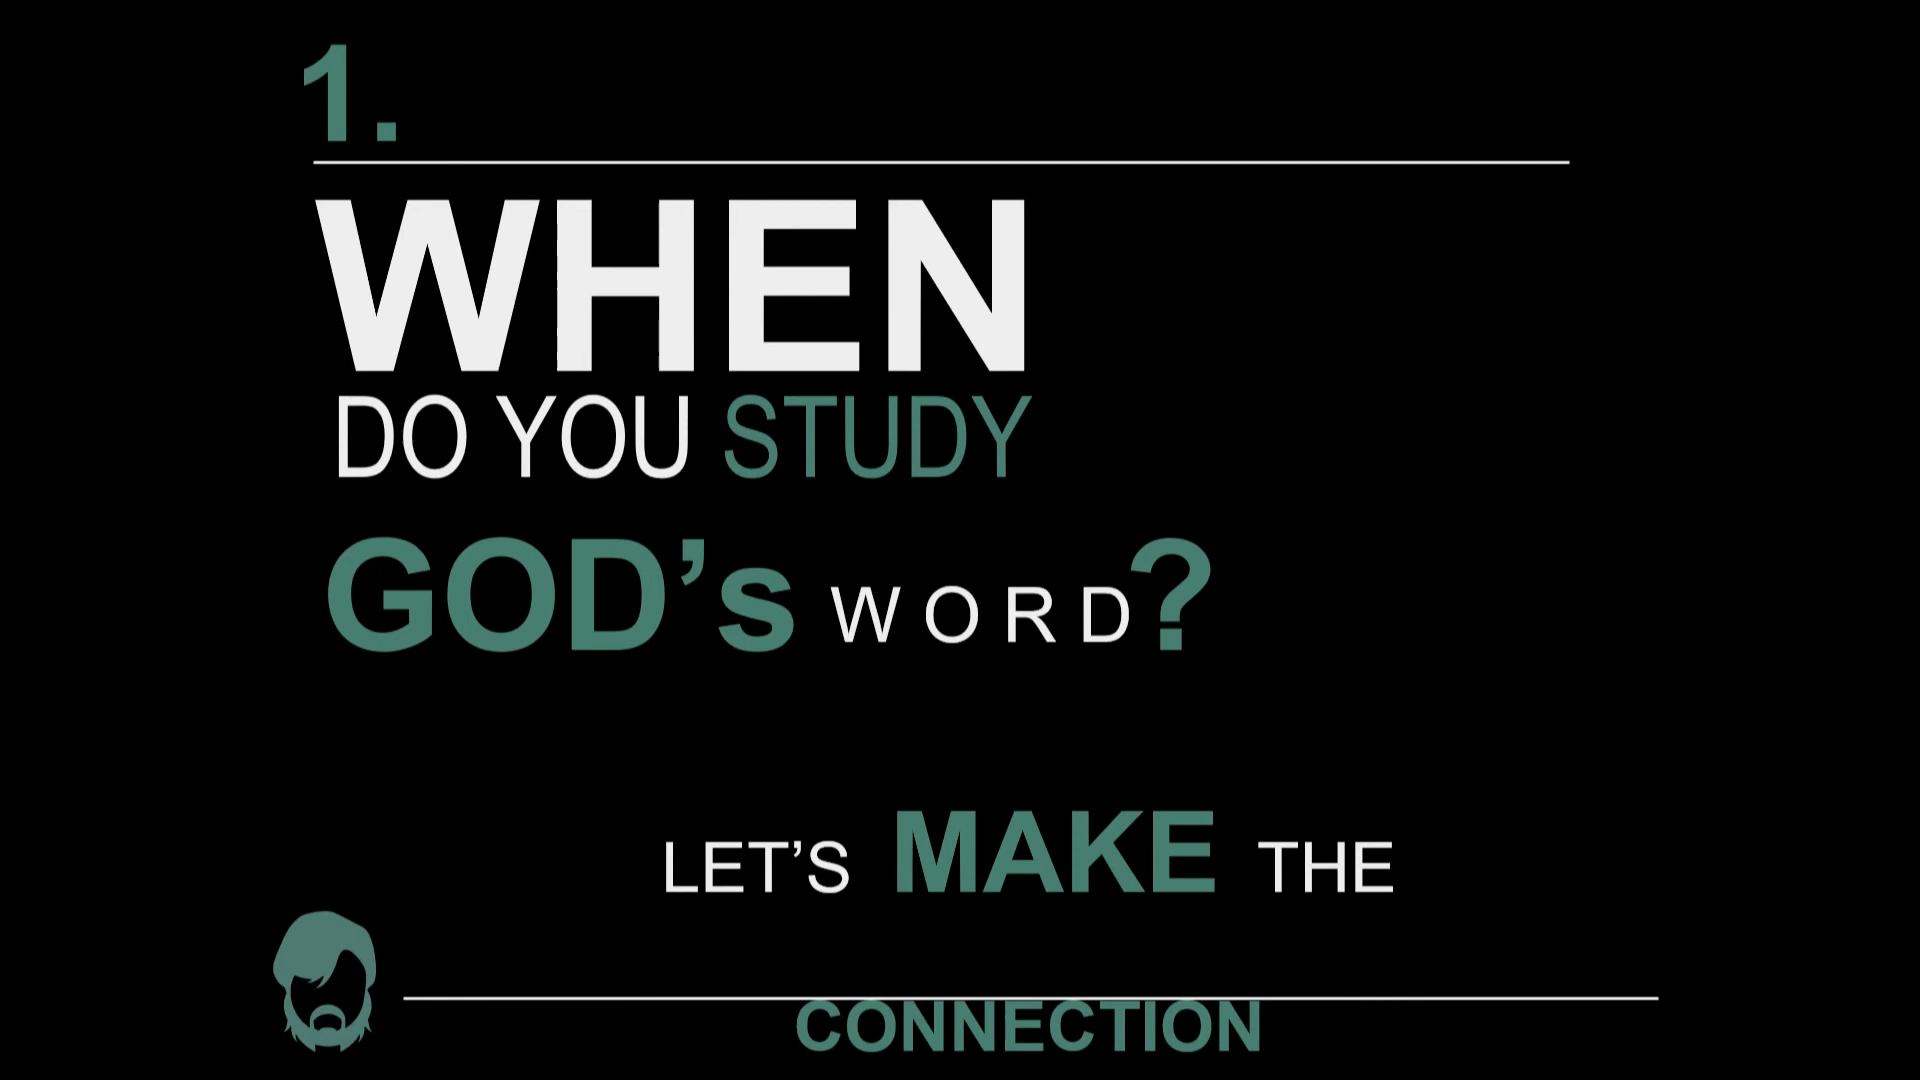 1.
WHEN
DO YOU STUDY
GOD’s WORD?
LET’S MAKE THE
CONNECTION